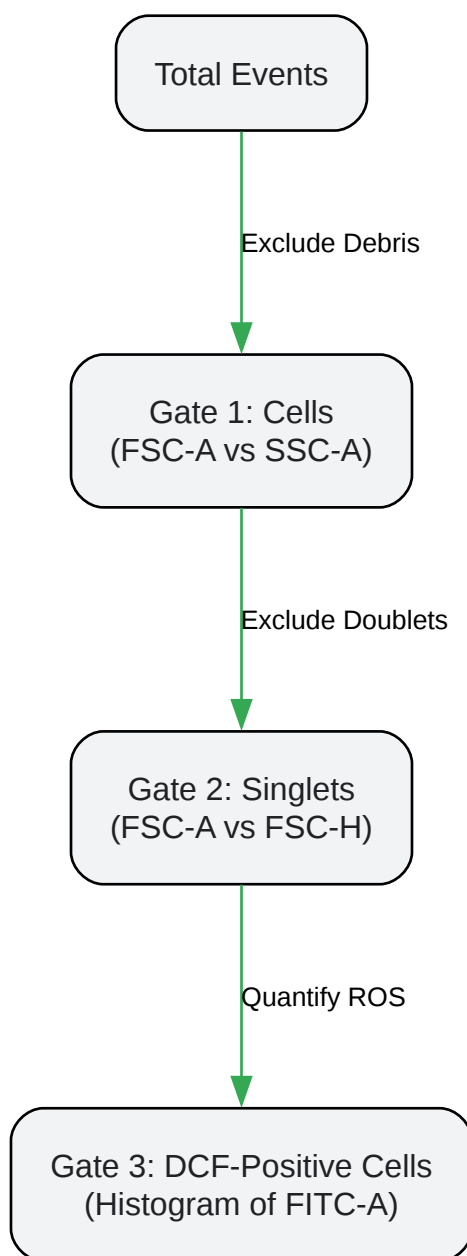 Total Events
Exclude Debris
Gate 1: Cells
(FSC-A vs SSC-A)
Exclude Doublets
Gate 2: Singlets
(FSC-A vs FSC-H)
Quantify ROS
Gate 3: DCF-Positive Cells
(Histogram of FITC-A)